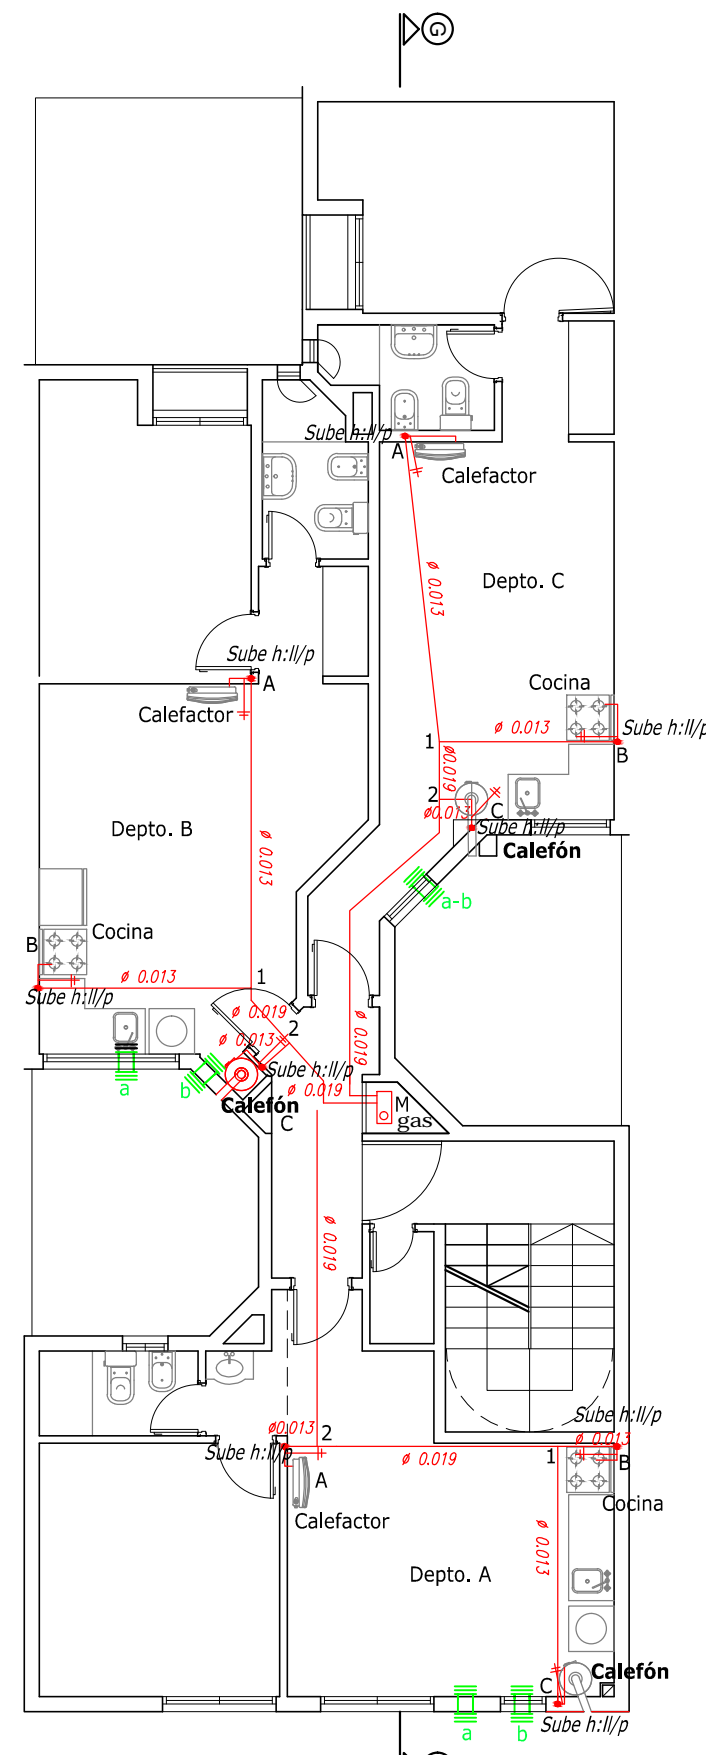 G
Sube h:ll/p
A
Calefactor
ø 0.013
Depto. C
Sube h:ll/p
A
Calefactor
Cocina
ø 0.013
Sube h:ll/p
1
B
ø0.019
2
C
ø0.013
Sube h:ll/p
Calefón
Depto. B
ø 0.013
a-b
B
Cocina
ø 0.013
1
Sube h:ll/p
ø 0.019
2
ø 0.013
Sube h:ll/p
ø 0.019
a
b
ø 0.019
Calefón
C
M
gas
ø 0.019
Sube h:ll/p
ø0.013
2
ø 0.013
Sube h:ll/p
ø 0.019
1
B
A
Cocina
Calefactor
ø 0.013
Depto. A
Calefón
C
a
b
Sube h:ll/p